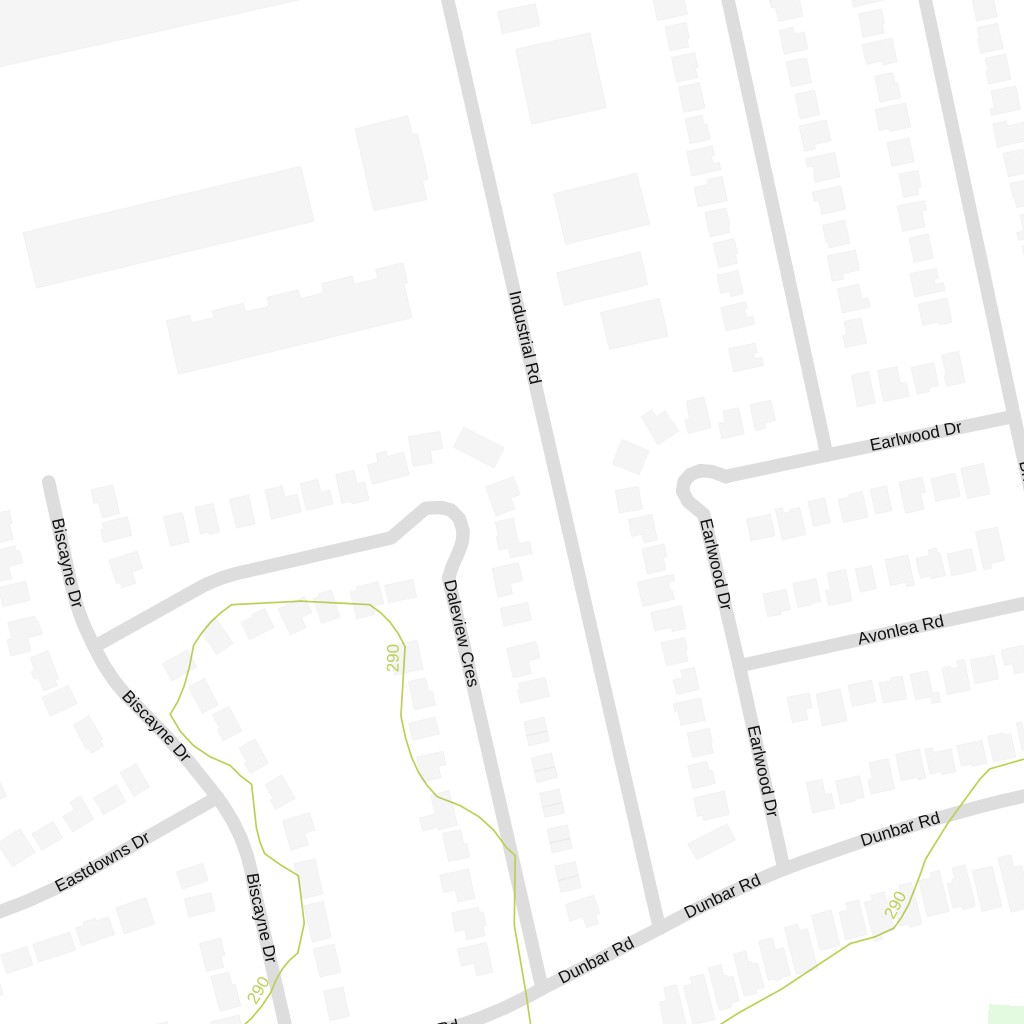 Industrial Rd
Earlwood Dr
Biscayne Dr
Earlwood Dr
Daleview Cres
Avonlea Rd
290
Biscayne Dr
Earlwood Dr
Dunbar Rd
Eastdowns Dr
Dunbar Rd
290
Biscayne Dr
Dunbar Rd
290